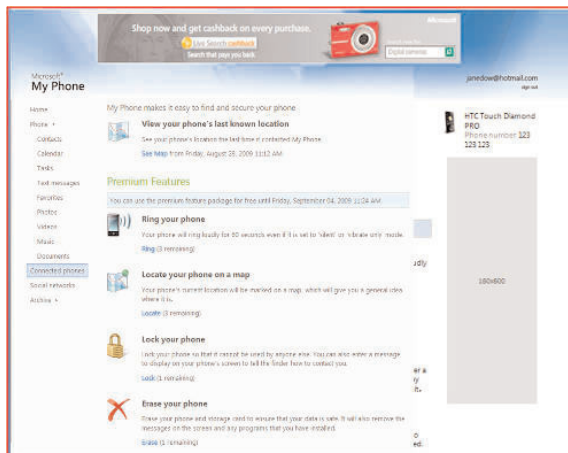 Shop now and get cashback on every purchase.
Microsoft
Live Search cashback
Search that pays you back
Digital cameras
Microsoft®
My Phone
janedow@hotmail.com
sign out
Home
Phone
Contacts
Calendar
Tasks
Text messages
Favorites
Photos
Videos
Music
Documents
Connected phones
Social networks
Archive
My Phone makes it easy to find and secure your phone
View your phone's last known location
See your phone's location the last time it contacted My Phone.
See Map from Friday, August 28, 2009 11:12 AM
Premium Features
You can use the premium feature package for free until Friday, September 04, 2009 11:24 AM.
Ring your phone
Your phone will ring loudly for 60 seconds even if it is set to 'silent' or 'vibrate only' mode.
Ring (3 remaining)
Locate your phone on a map
Your phone's current location will be marked on a map, which will give you a general idea
where it is.
Locate (3 remaining)
Lock your phone
Lock your phone so that it cannot be used by anyone else. You can also enter a message
to display on your phone's screen to tell the finder how to contact you.
Lock (1 remaining)
Erase your phone
Erase your phone and storage card to ensure that your data is safe. It will also remove the
messages on the screen and any programs that you have installed.
Erase (1 remaining)
HTC Touch Diamond
PRO
Phone number 123
123 123
udly
160x600
er a
ny
it.
o
ed.